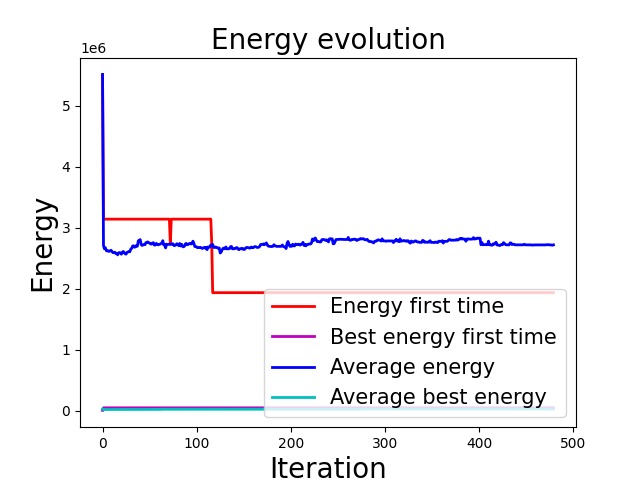 Energy evolution
1e6
5
4
3
2
1
0
Energy
Energy first time
Best energy first time
Average energy
Average best energy
0 100 200 300 400 500
Iteration